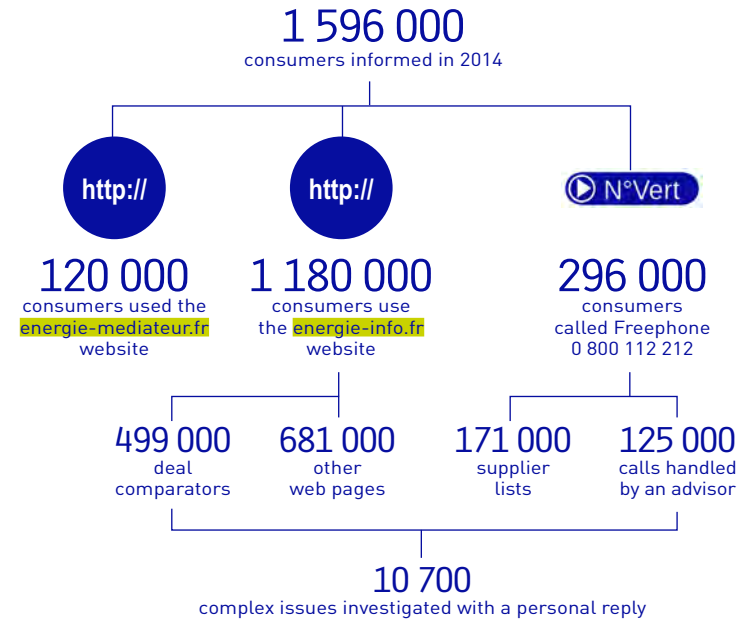 1 596 000
consumers informed in 2014
http://
http://
N°Vert
120 000
consumers used the
energie-mediateur.fr
website
1 180 000
consumers use
the energie-info.fr
website
296 000
consumers
called Freephone
0 800 112 212
499 000
deal
comparators
681 000
other
web pages
171 000
supplier
lists
125 000
calls handled
by an advisor
10 700
complex issues investigated with a personal reply